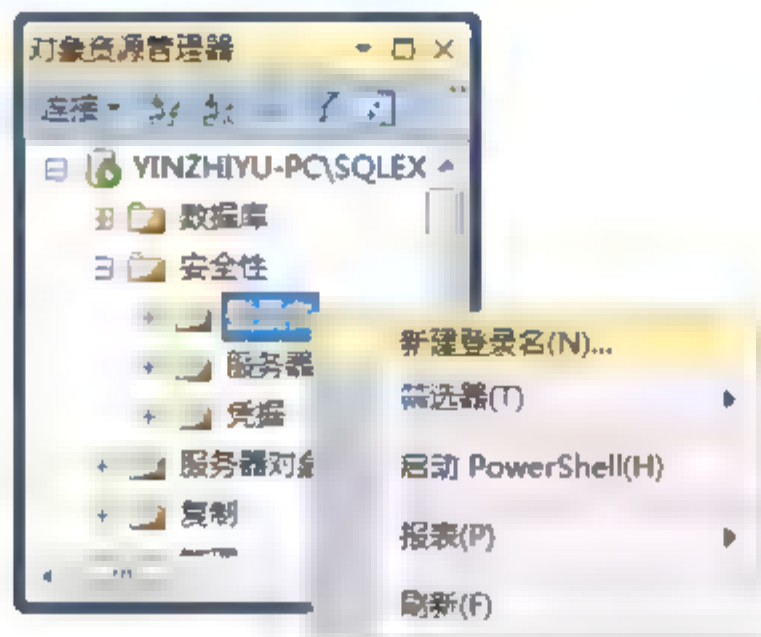 对象资源管理器
连接
YINZHIYU-PC\SQLEX
数据库
安全性
新建登录名(N)...
服务器
筛选器(T)
凭据
服务器对象
启动 PowerShell(H)
复制
报表(P)
刷新(F)